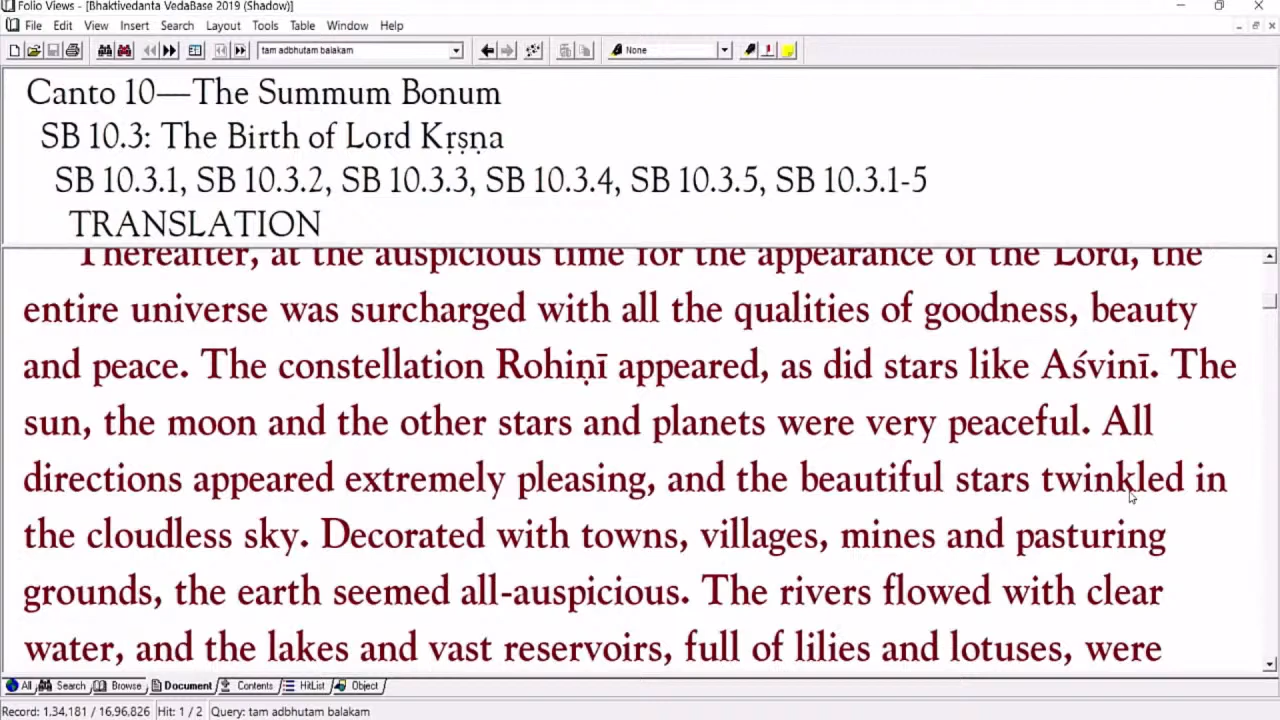 Folio Views - [Bhaktivedanta VedaBase 2019 (Shadow)]
File Edit View Insert Search Layout Tools Table Window Help
tam adbhutam balakam
None
Canto 10—The Summum Bonum
SB 10.3: The Birth of Lord Kṛṣṇa
SB 10.3.1, SB 10.3.2, SB 10.3.3, SB 10.3.4, SB 10.3.5, SB 10.3.1-5
TRANSLATION
Thereafter, at the auspicious time for the appearance of the Lord, the
entire universe was surcharged with all the qualities of goodness, beauty
and peace. The constellation Rohiṇī appeared, as did stars like Aśvinī. The
sun, the moon and the other stars and planets were very peaceful. All
directions appeared extremely pleasing, and the beautiful stars twinkled in
the cloudless sky. Decorated with towns, villages, mines and pasturing
grounds, the earth seemed all-auspicious. The rivers flowed with clear
water, and the lakes and vast reservoirs, full of lilies and lotuses, were
All Search Browse Document Contents HitList Object
Record: 1,34,181 / 16,96,826 Hit: 1 / 2 Query: tam adbhutam balakam